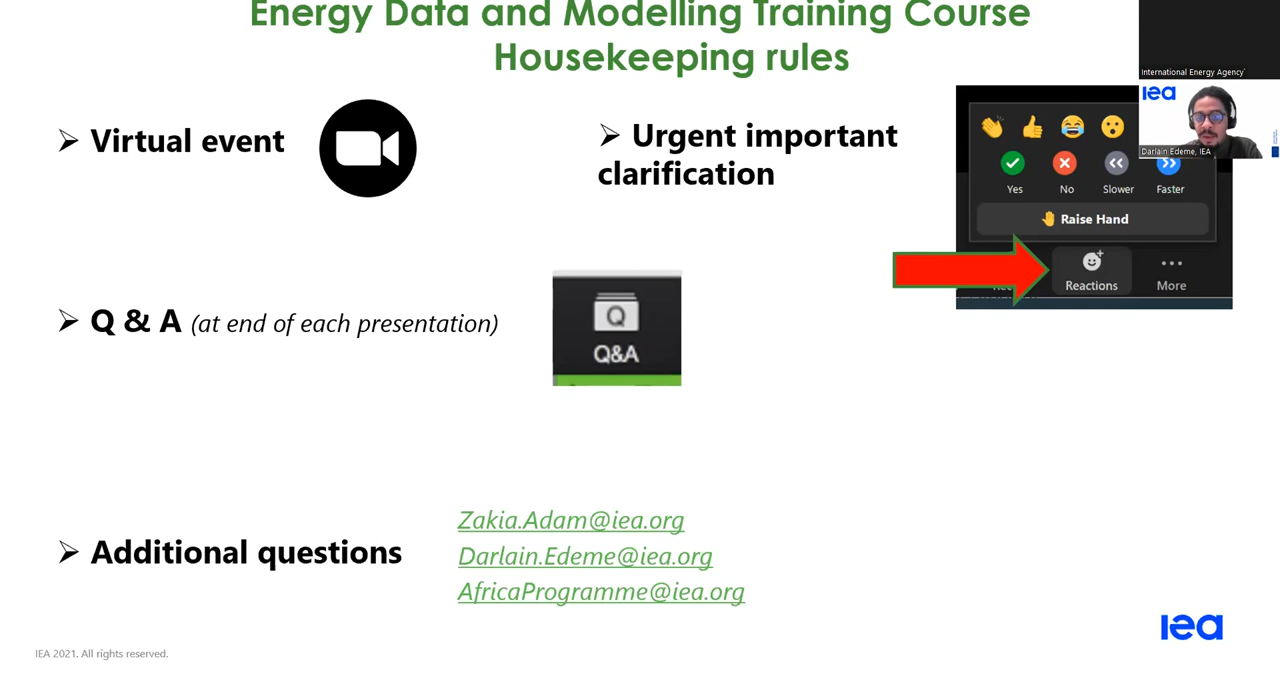 Energy Data and Modelling Training Course
Housekeeping rules
International Energy Agency
iea
Darlain Edeme, IEA
➢ Virtual event
➢ Urgent important
clarification
Yes
No
Slower
Faster
Raise Hand
Reactions
More
➢ Q & A (at end of each presentation)
Q
Q&A
➢ Additional questions
Zakia.Adam@iea.org
Darlain.Edeme@iea.org
AfricaProgramme@iea.org
iea
IEA 2021. All rights reserved.